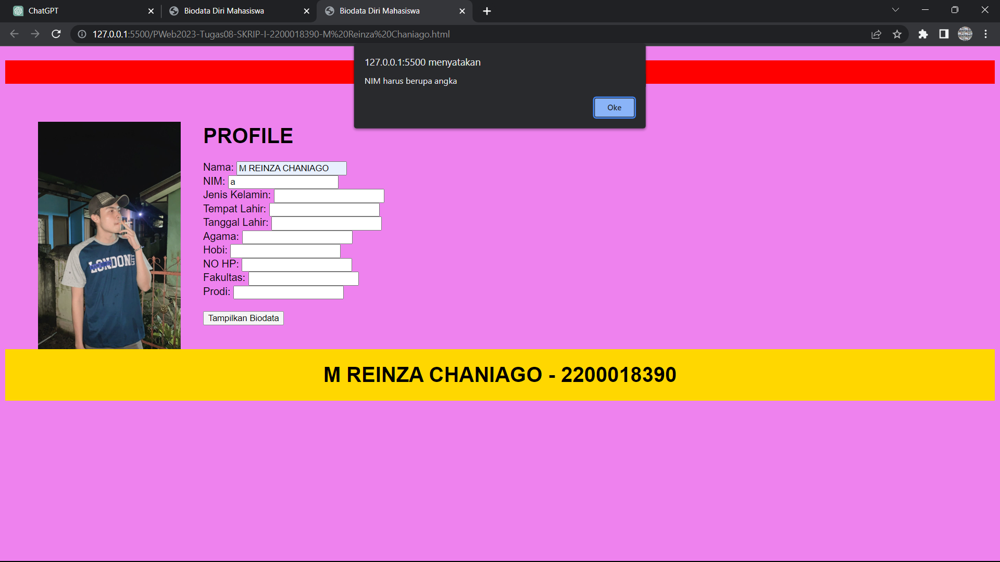 ChatGPT
Biodata Diri Mahasiswa
Biodata Diri Mahasiswa
127.0.0.1:5500/PWeb2023-Tugas08-SKRIP-I-2200018390-M%20Reinza%20Chaniago.html
127.0.0.1:5500 menyatakan
NIM harus berupa angka
Oke
LONDON
CITY
PROFILE
Nama: M REINZA CHANIAGO
NIM: a
Jenis Kelamin:
Tempat Lahir:
Tanggal Lahir:
Agama:
Hobi:
NO HP:
Fakultas:
Prodi:
Tampilkan Biodata
M REINZA CHANIAGO - 2200018390